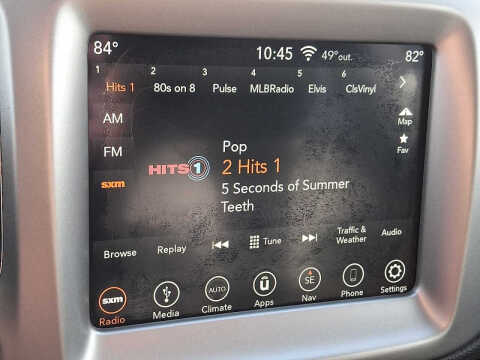 84° 10:45 49°out. 82°
1 2 3 4 5 6
Hits 1 80s on 8 Pulse MLBRadio Elvis ClsVinyl
AM
Map
FM
Fav
Pop
HITS 1
2 Hits 1
sxm
5 Seconds of Summer
Teeth
Browse Replay Tune Traffic & Weather Audio
sxm AUTO SE
Radio Media Climate Apps Nav Phone Settings